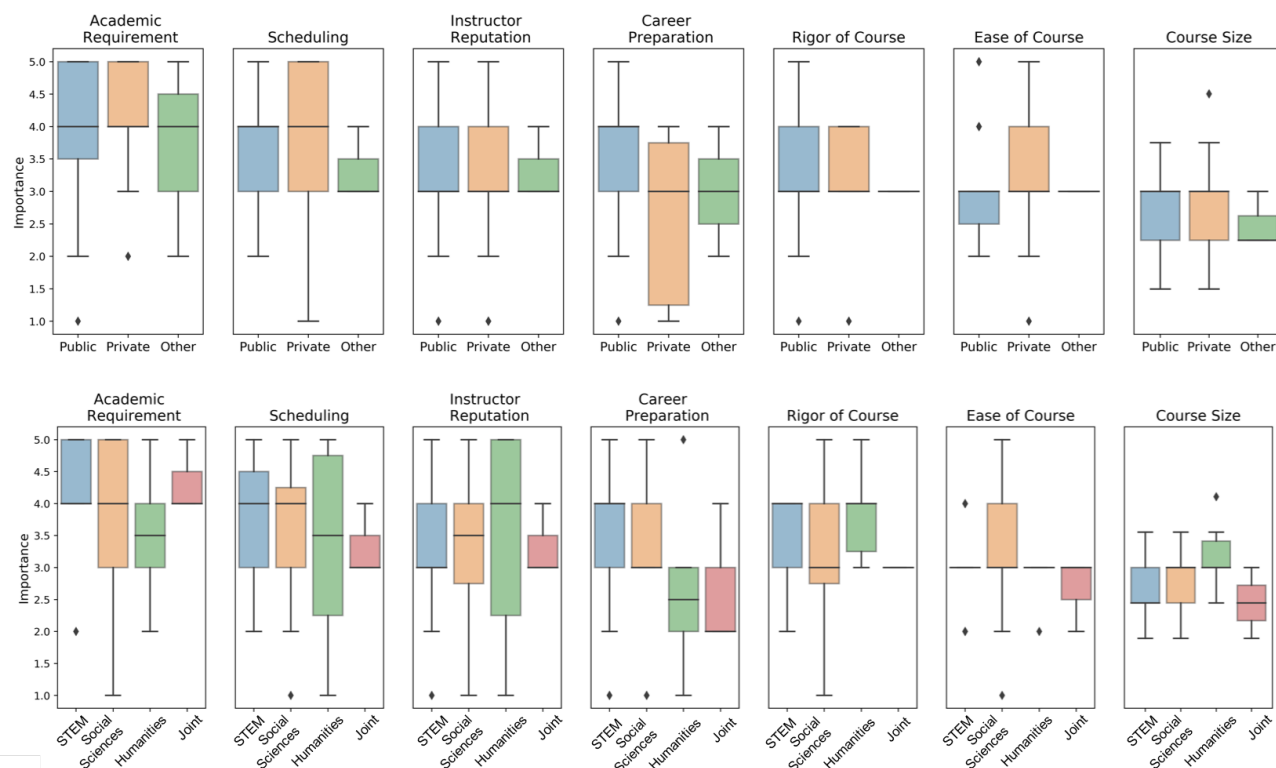 Academic
Requirement
Scheduling
Instructor
Reputation
Career
Preparation
Rigor of Course
Ease of Course
Course Size
Importance
5.0
4.5
4.0
3.5
3.0
2.5
2.0
1.5
1.0
Public Private Other
Public Private Other
Public Private Other
Public Private Other
Public Private Other
Public Private Other
Public Private Other
Academic
Requirement
Scheduling
Instructor
Reputation
Career
Preparation
Rigor of Course
Ease of Course
Course Size
Importance
5.0
4.5
4.0
3.5
3.0
2.5
2.0
1.5
1.0
STEM
Social
Sciences
Humanities
Joint
STEM
Social
Sciences
Humanities
Joint
STEM
Social
Sciences
Humanities
Joint
STEM
Social
Sciences
Humanities
Joint
STEM
Social
Sciences
Humanities
Joint
STEM
Social
Sciences
Humanities
Joint
STEM
Social
Sciences
Humanities
Joint